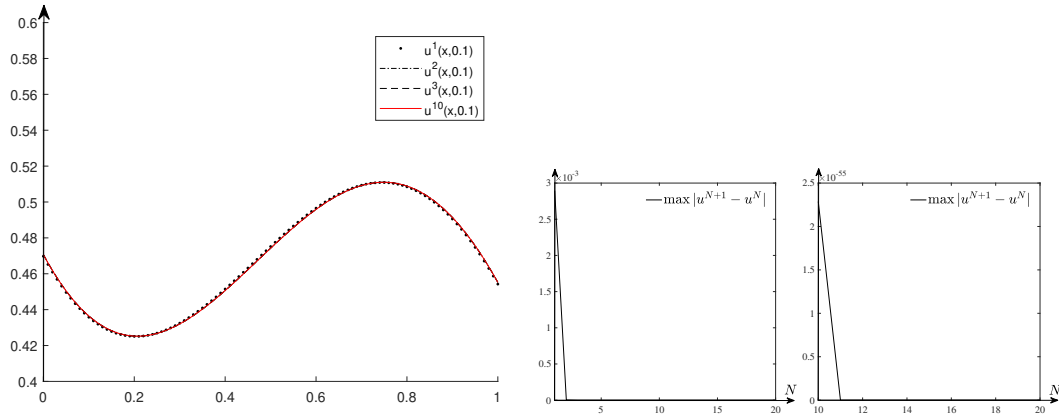 0.6
0.58
0.56
0.54
0.52
0.5
0.48
0.46
0.44
0.42
0.4
0 0.2 0.4 0.6 0.8 1
u^1(x,0.1)
u^2(x,0.1)
u^3(x,0.1)
u^10(x,0.1)
×10^-3
3
2.5
2
1.5
1
0.5
0
5 10 15 20
N
max |u^{N+1} − u^N|
×10^-55
2.5
2
1.5
1
0.5
0
10 12 14 16 18 20
N
max |u^{N+1} − u^N|